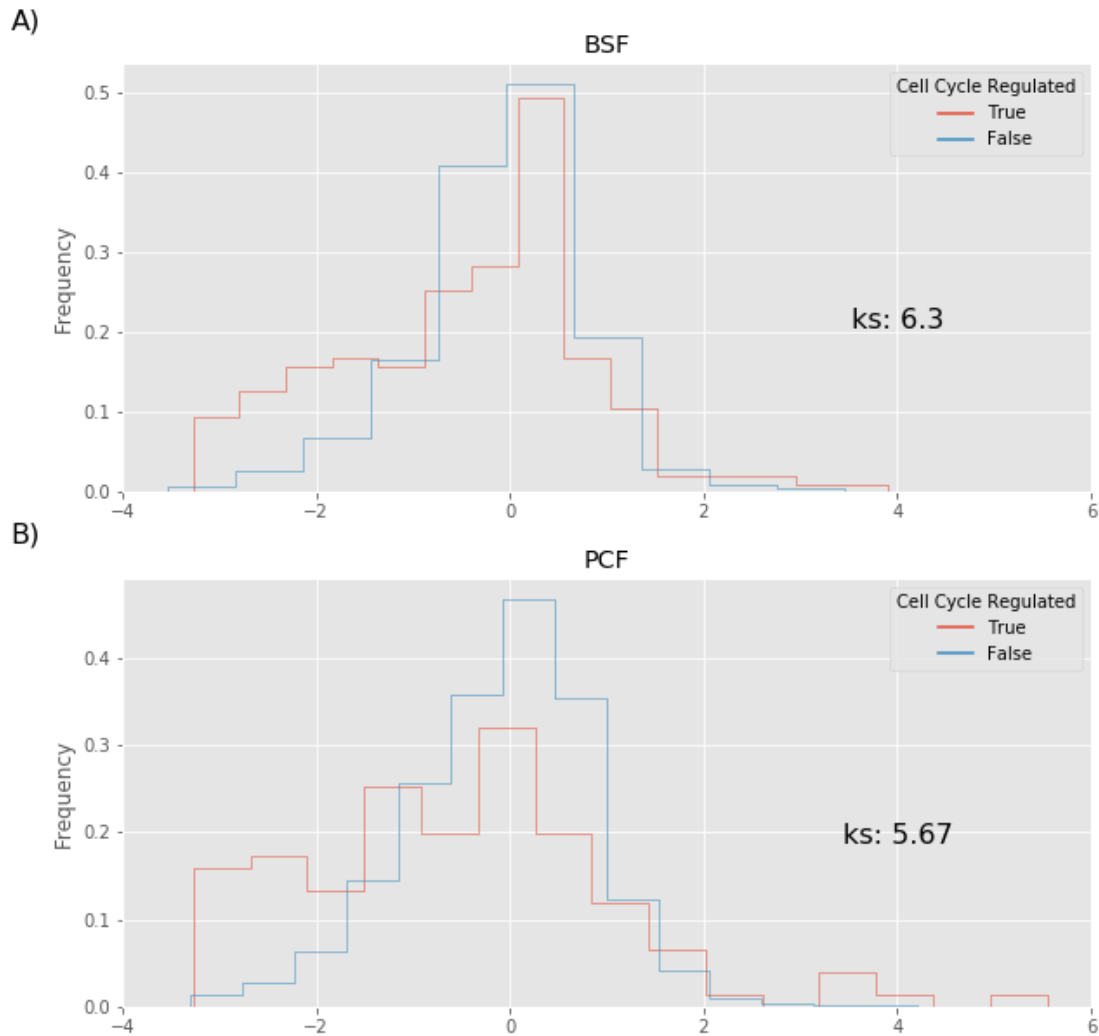 A)
BSF
Cell Cycle Regulated
True
False
Frequency
0.5
0.4
0.3
0.2
0.1
0.0
ks: 6.3
−4
−2
0
2
4
6
B)
PCF
Cell Cycle Regulated
True
False
Frequency
0.4
0.3
0.2
0.1
0.0
ks: 5.67
−4
−2
0
2
4
6